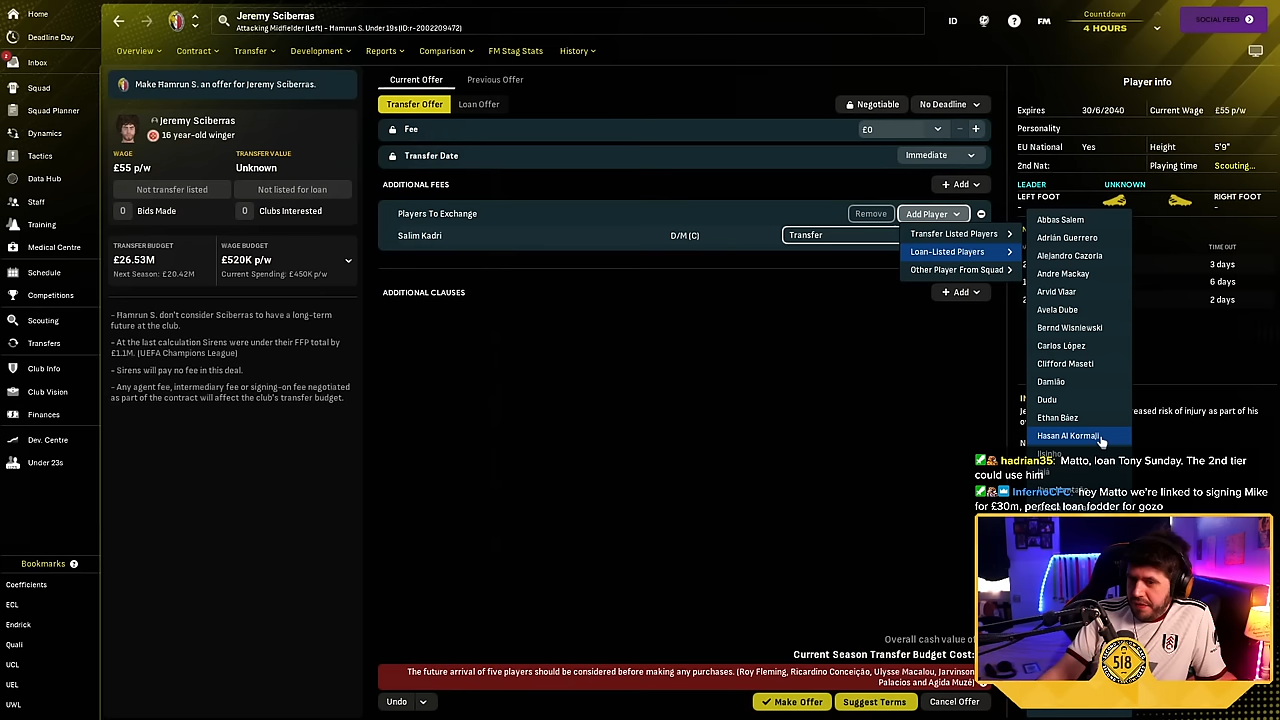 Home
Deadline Day
Inbox
Squad
Squad Planner
Dynamics
Tactics
Data Hub
Staff
Training
Medical Centre
Schedule
Competitions
Scouting
Transfers
Club Info
Club Vision
Finances
Dev. Centre
Under 23s
Bookmarks
Coefficients
ECL
Endrick
Quali
UCL
UEL
UWL
Jeremy Sciberras
Attacking Midfielder (Left) - Hamrun S. Under19s(ID:r-2002209472)
ID
FM
Countdown
4 HOURS
SOCIAL FEED
Overview
Contract
Transfer
Development
Reports
Comparison
FM Stag Stats
History
Make Hamrun S. an offer for Jeremy Sciberras.
Jeremy Sciberras
16 year-old winger
WAGE
TRANSFER VALUE
£55 p/w
Unknown
Not transfer listed
Not listed for loan
0 Bids Made
0 Clubs Interested
TRANSFER BUDGET
WAGE BUDGET
£26.53M
£520K p/w
Next Season: £20.42M
Current Spending: £450K p/w
- Hamrun S. don't consider Sciberras to have a long-term
future at the club.
- At the last calculation Sirens were under their FFP total by
£1.1M. (UEFA Champions League)
- Sirens will pay no fee in this deal.
- Any agent fee, intermediary fee or signing-on fee negotiated
as part of the contract will affect the club's transfer budget.
Current Offer
Previous Offer
Transfer Offer
Loan Offer
Negotiable
No Deadline
Fee
£0
Transfer Date
Immediate
ADDITIONAL FEES
Add
Players To Exchange
Remove
Add Player
Salim Kadri
D/M (C)
Transfer
Transfer Listed Players
Loan-Listed Players
Other Player From Squad
ADDITIONAL CLAUSES
Add
Abbas Salem
Adrián Guerrero
Alejandro Cazorla
Andre Mackay
Arvid Vlaar
Avela Dube
Bernd Wisniewski
Carlos López
Clifford Maseti
Damião
Dudu
Ethan Báez
Hasan Al Kormaji
Ilsinho
Player info
Expires
30/6/2040
Current Wage
£55 p/w
Personality
EU National
Yes
Height
5'9"
2nd Nat:
Playing time
Scouting...
LEADER
UNKNOWN
LEFT FOOT
RIGHT FOOT
-
TIME OUT
3 days
6 days
2 days
reased risk of injury as part of his
hadrian35: Matto, loan Tony Sunday. The 2nd tier
could use him
InfernoCFC: hey Matto we're linked to signing Mike
for £30m, perfect loan fodder for gozo
518
Overall cash value of
Current Season Transfer Budget Cost:
The future arrival of five players should be considered before making any purchases. (Roy Fleming, Ricardino Conceição, Ulysse Macalou, Jarvinson
Palacios and Agida Muzé)
Undo
Make Offer
Suggest Terms
Cancel Offer